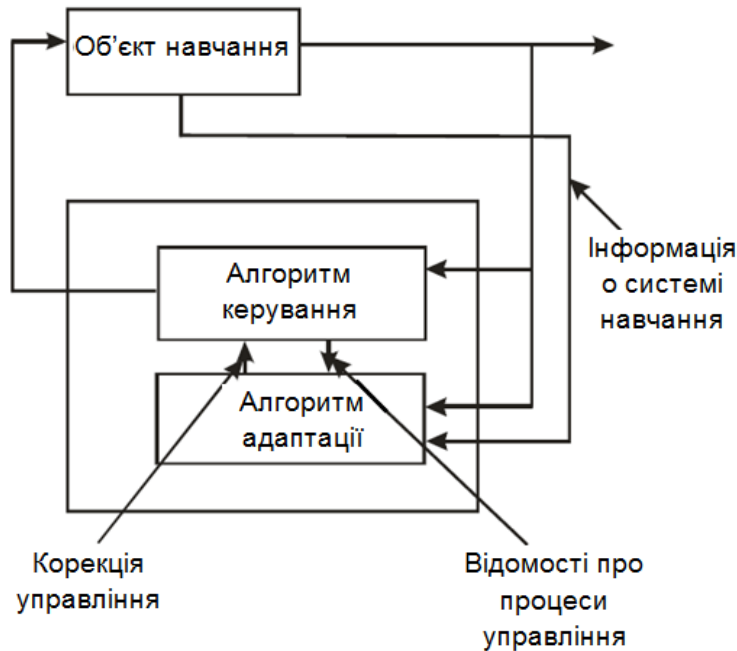 Об’єкт навчання
Інформація
о системі
навчання
Алгоритм
керування
Алгоритм
адаптації
Корекція
управління
Відомості про
процеси
управління